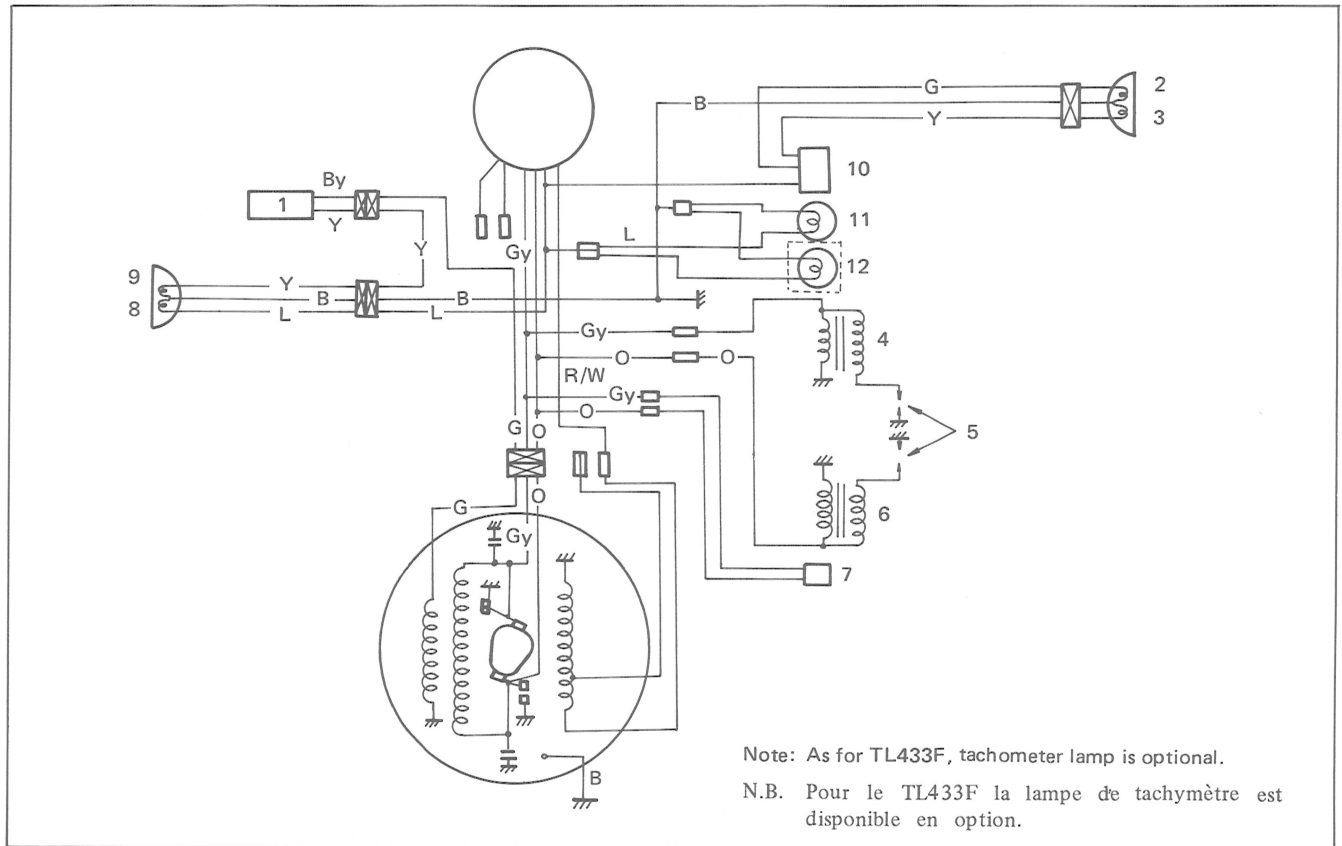 G
2
B
3
Y
10
By
1
11
Y
L
Y
Gy
12
9
Y
B
B
8
L
L
Gy
4
O
O
R/W
Gy
O
5
G
O
O
G
6
Gy
7
B
Note: As for TL433F, tachometer lamp is optional.
N.B. Pour le TL433F la lampe de tachymètre est
disponible en option.